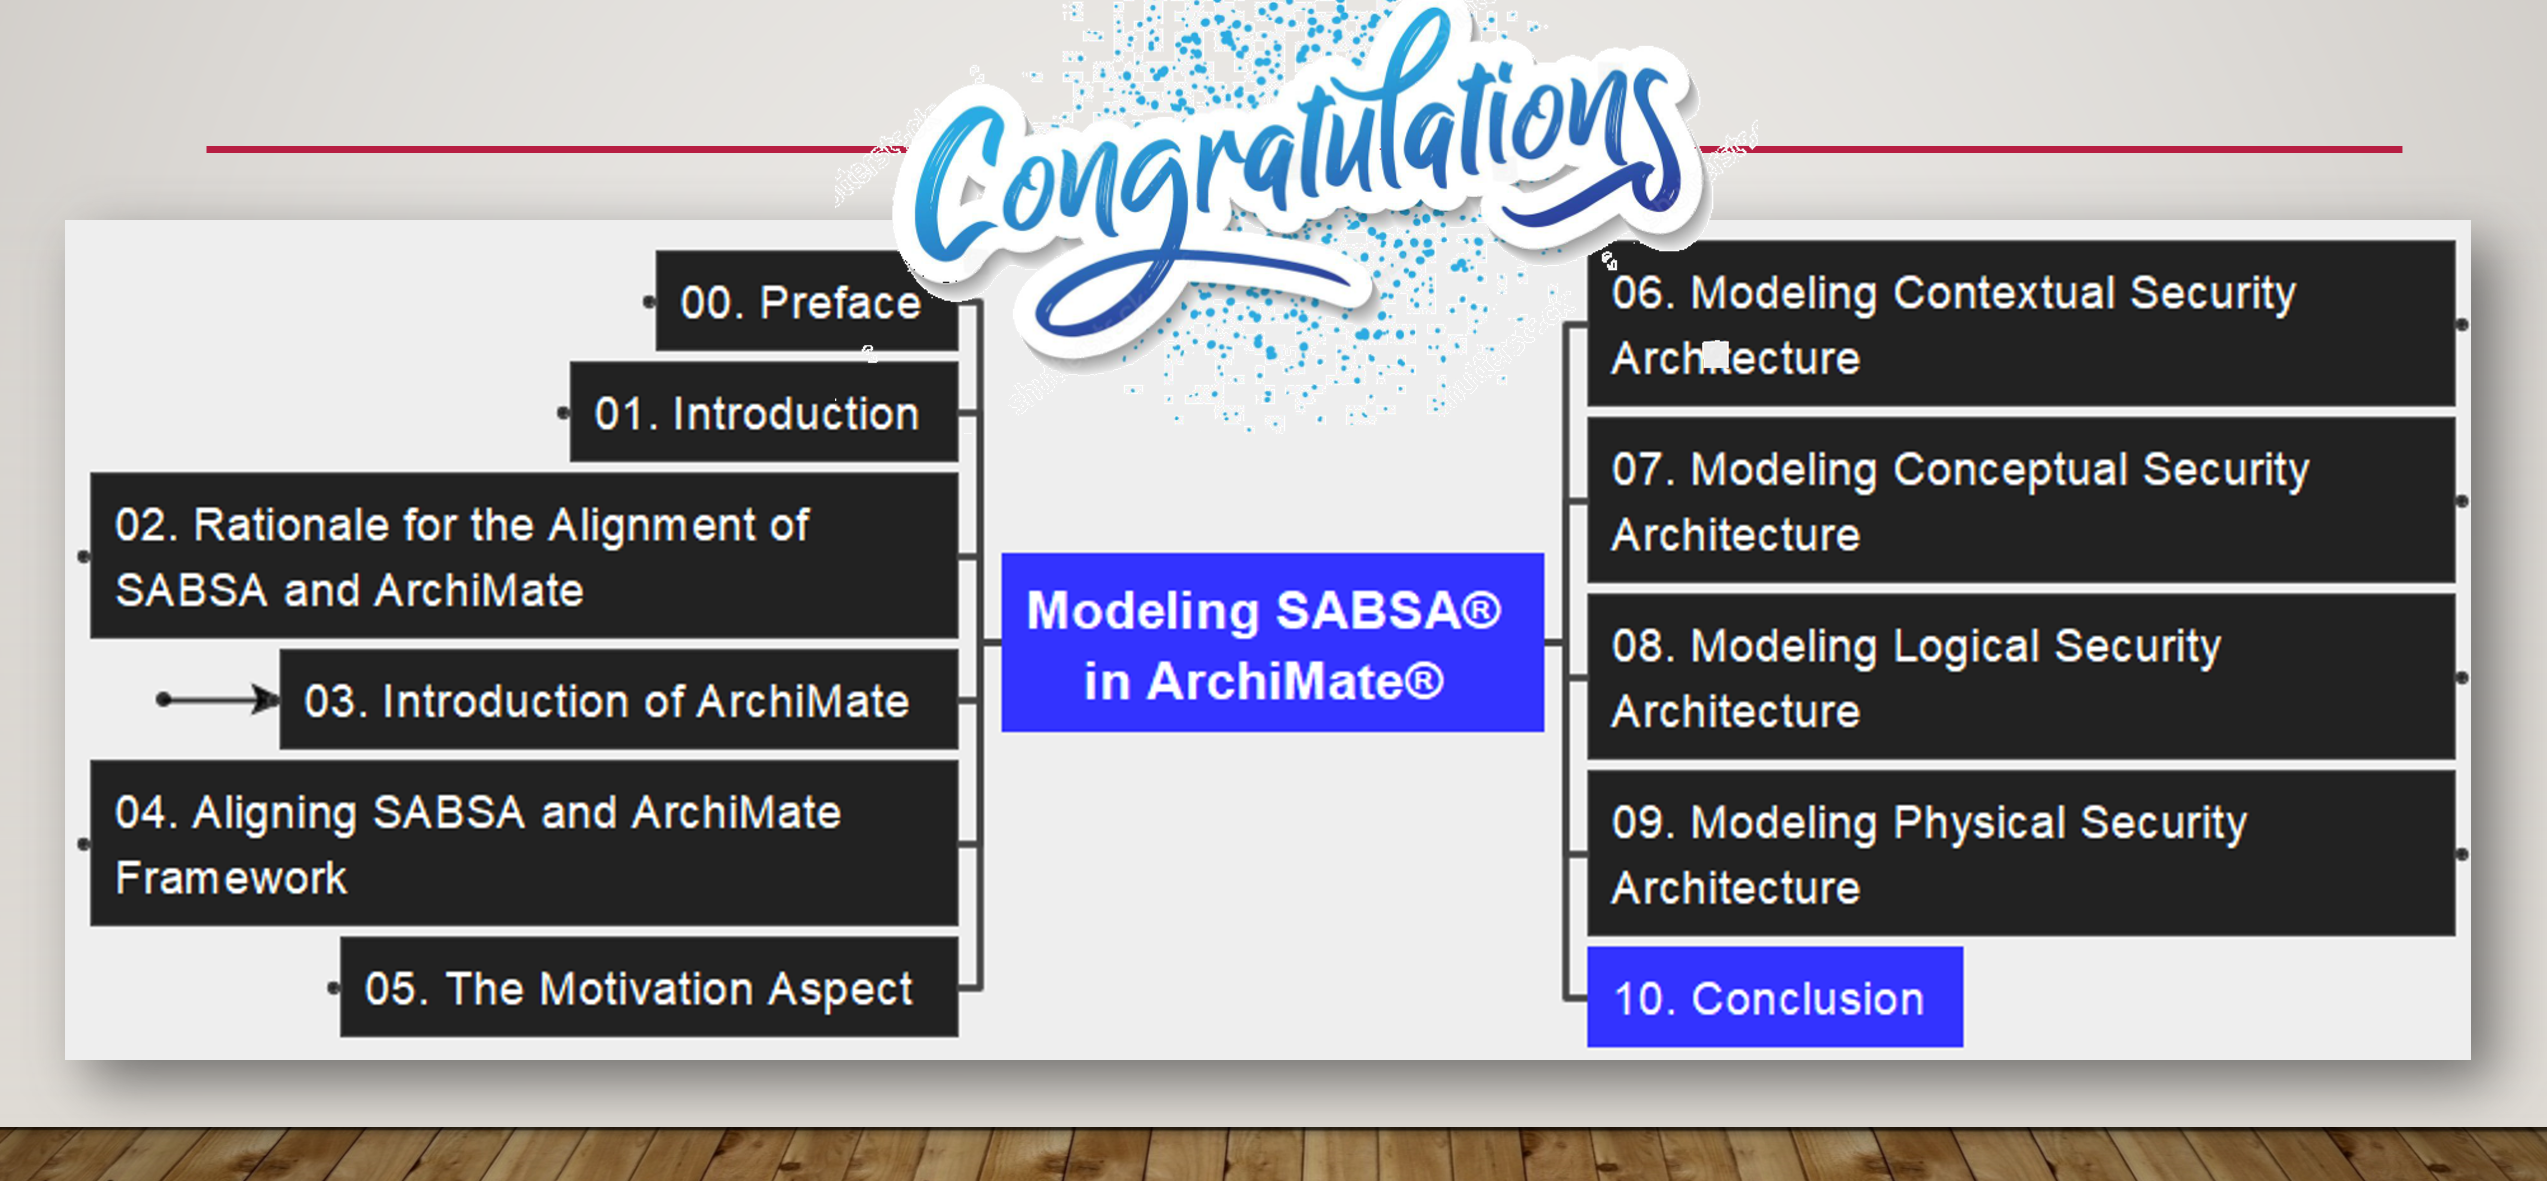 Congratulations
00. Preface
01. Introduction
02. Rationale for the Alignment of
SABSA and ArchiMate
03. Introduction of ArchiMate
04. Aligning SABSA and ArchiMate
Framework
05. The Motivation Aspect
Modeling SABSA®
in ArchiMate®
06. Modeling Contextual Security
Architecture
07. Modeling Conceptual Security
Architecture
08. Modeling Logical Security
Architecture
09. Modeling Physical Security
Architecture
10. Conclusion